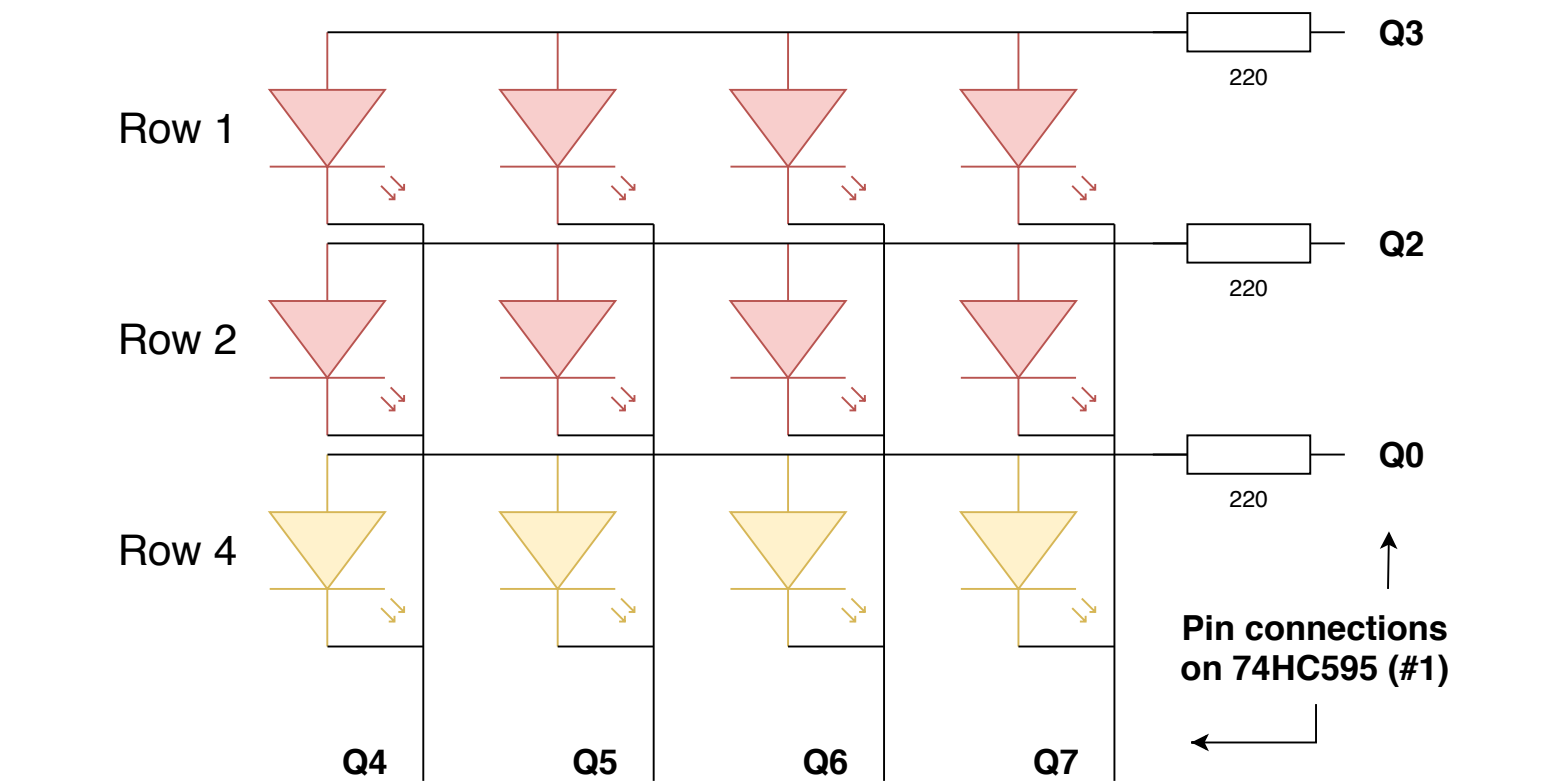 Q3
220
Row 1
Q2
220
Row 2
Q0
220
Row 4
Pin connections
on 74HC595 (#1)
Q4 Q5 Q6 Q7